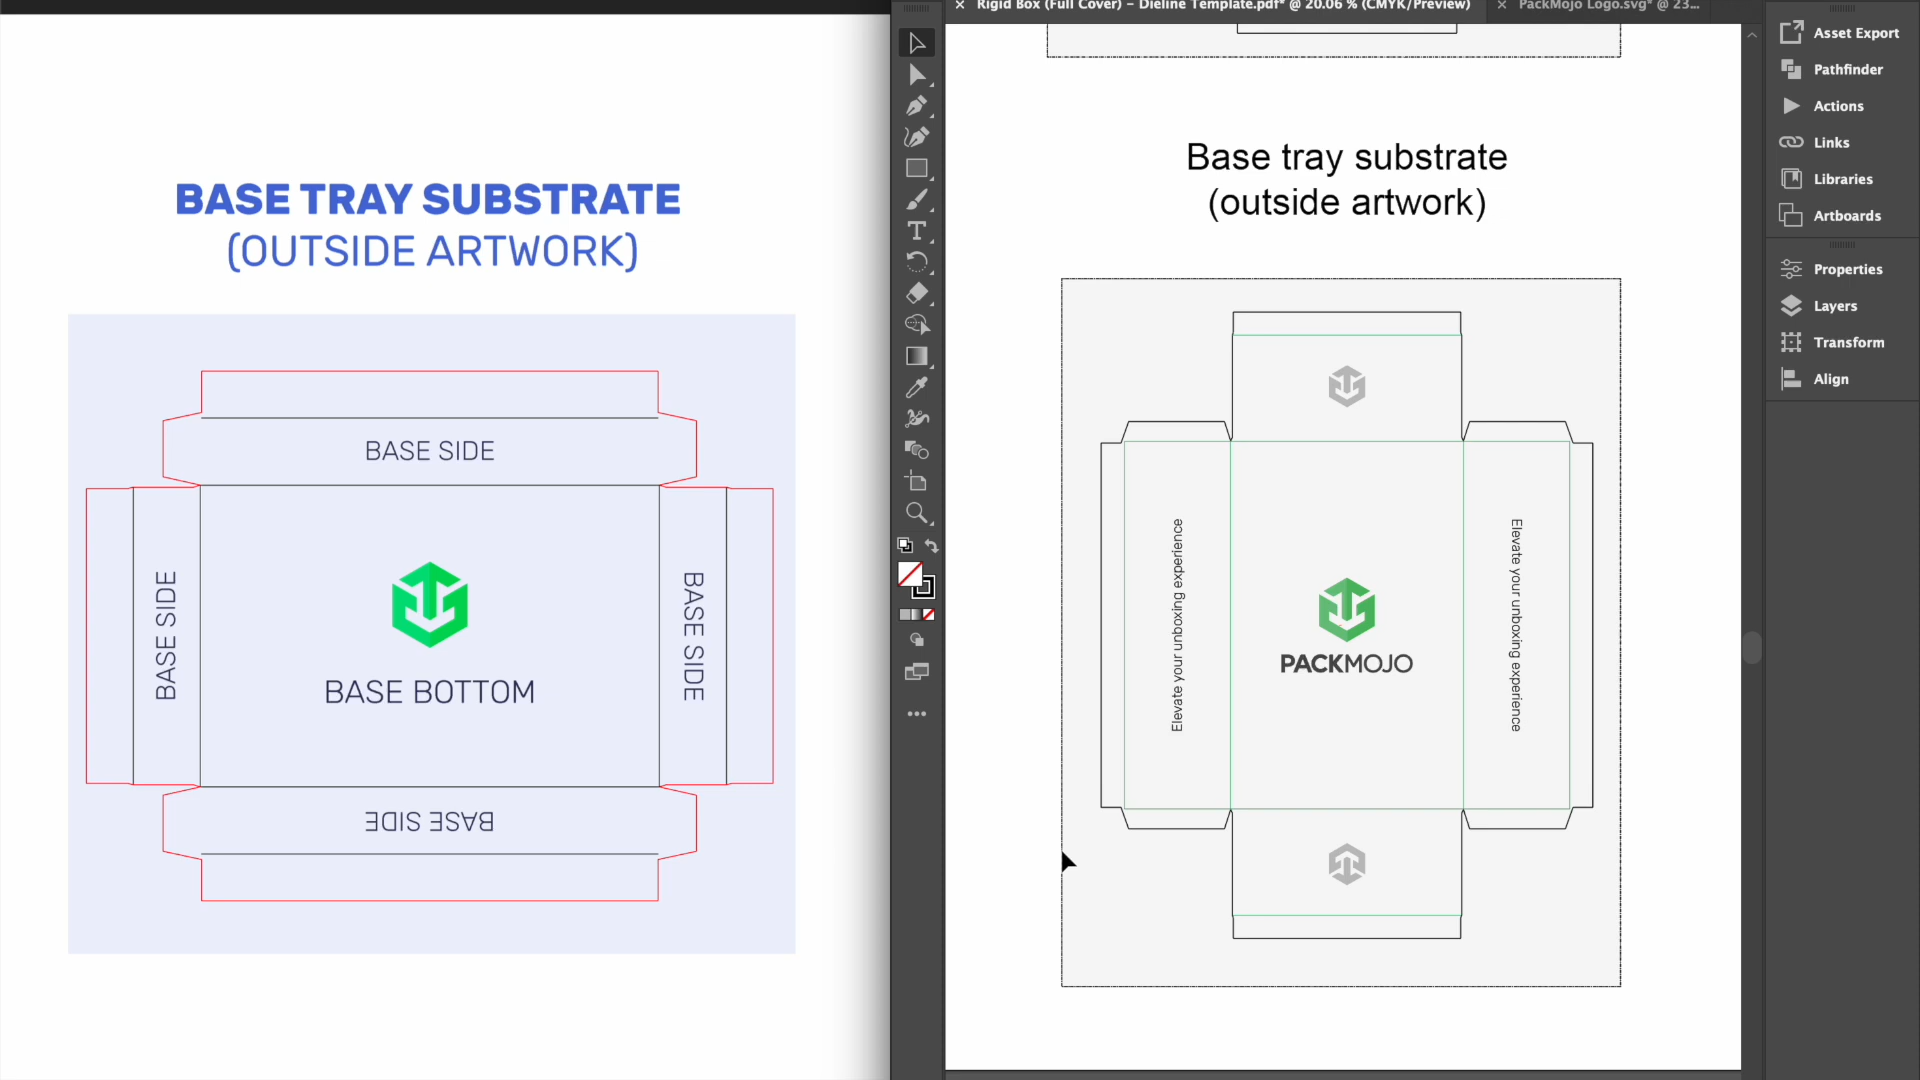 Rigid Box (Full Cover) – Dieline Template.pdf* @ 20.06 % (CMYK/Preview)
PackMojo Logo.svg* @ 23...
BASE TRAY SUBSTRATE
(OUTSIDE ARTWORK)
BASE SIDE
BASE SIDE
BASE SIDE
BASE BOTTOM
BASE SIDE
Base tray substrate
(outside artwork)
Elevate your unboxing experience
Elevate your unboxing experience
PACKMOJO
Asset Export
Pathfinder
Actions
Links
Libraries
Artboards
Properties
Layers
Transform
Align